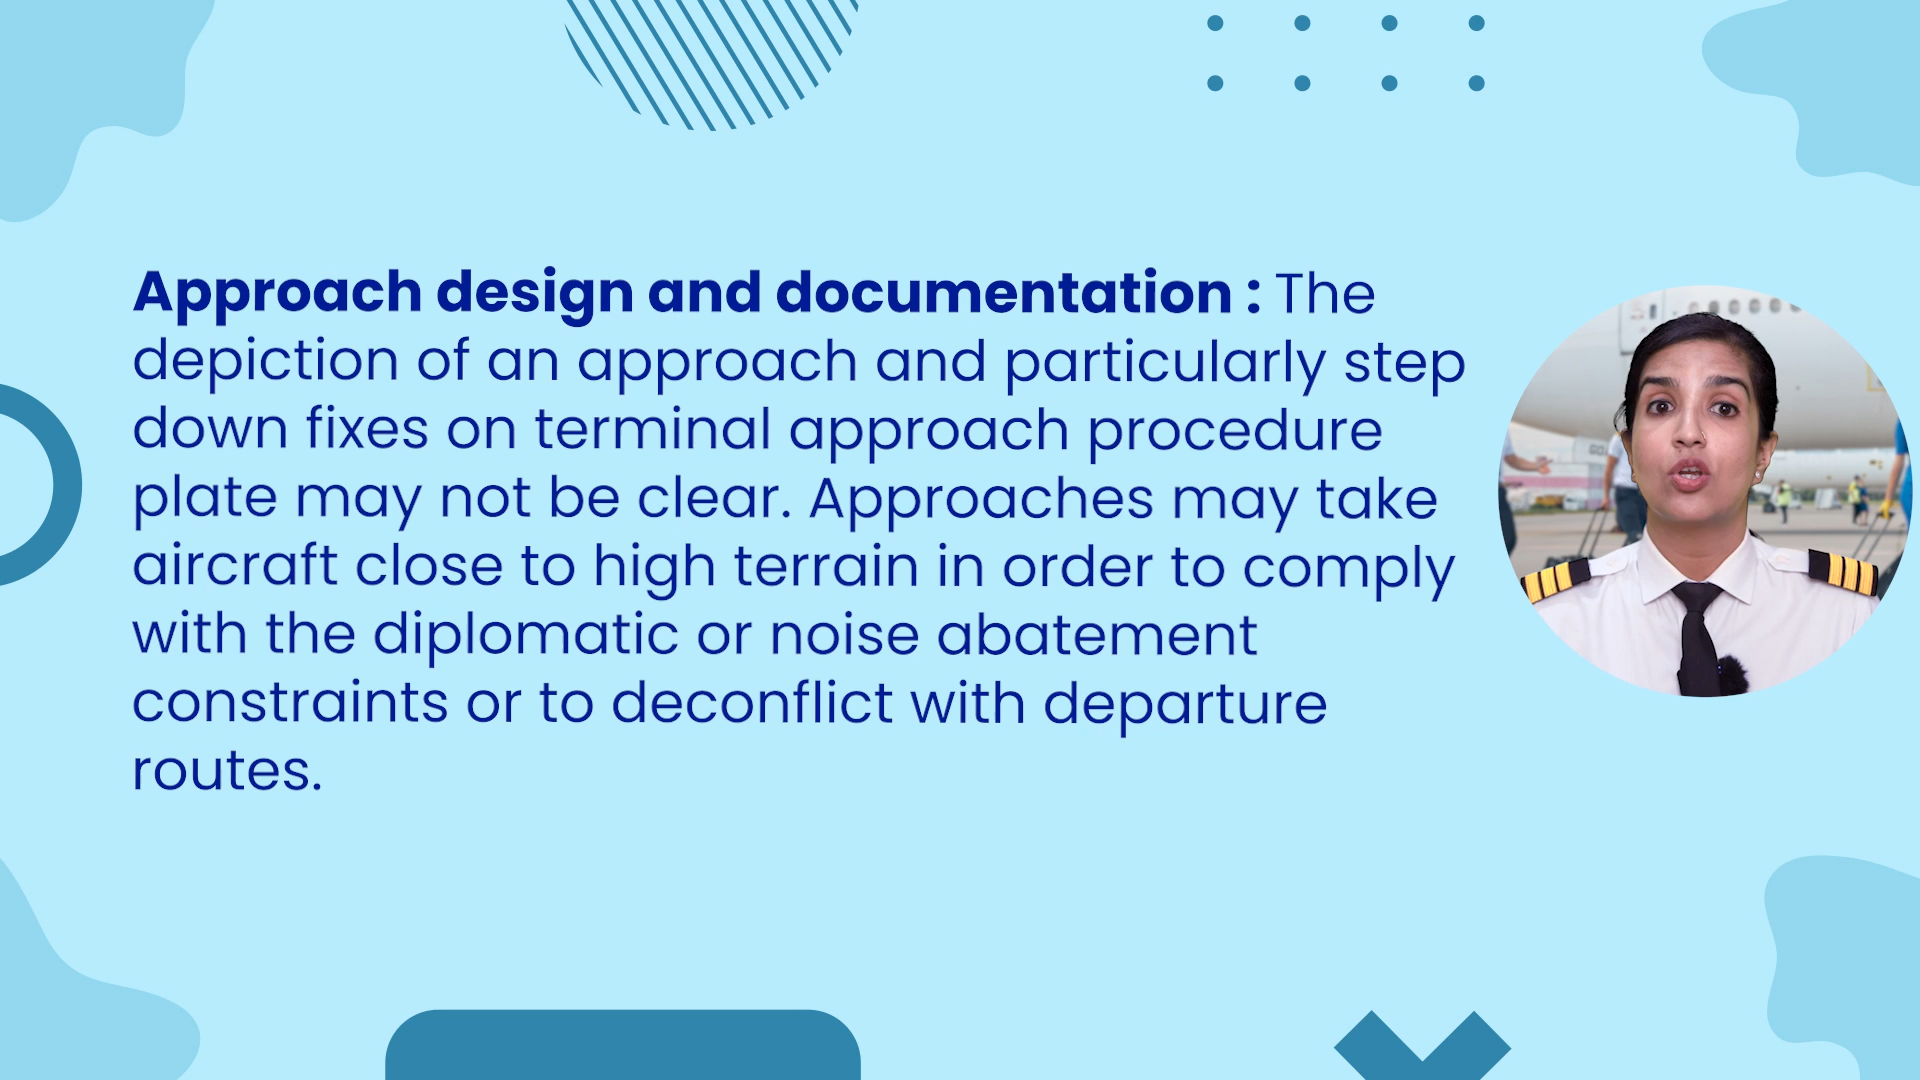 Approach design and documentation : The
depiction of an approach and particularly step
down fixes on terminal approach procedure
plate may not be clear. Approaches may take
aircraft close to high terrain in order to comply
with the diplomatic or noise abatement
constraints or to deconflict with departure
routes.